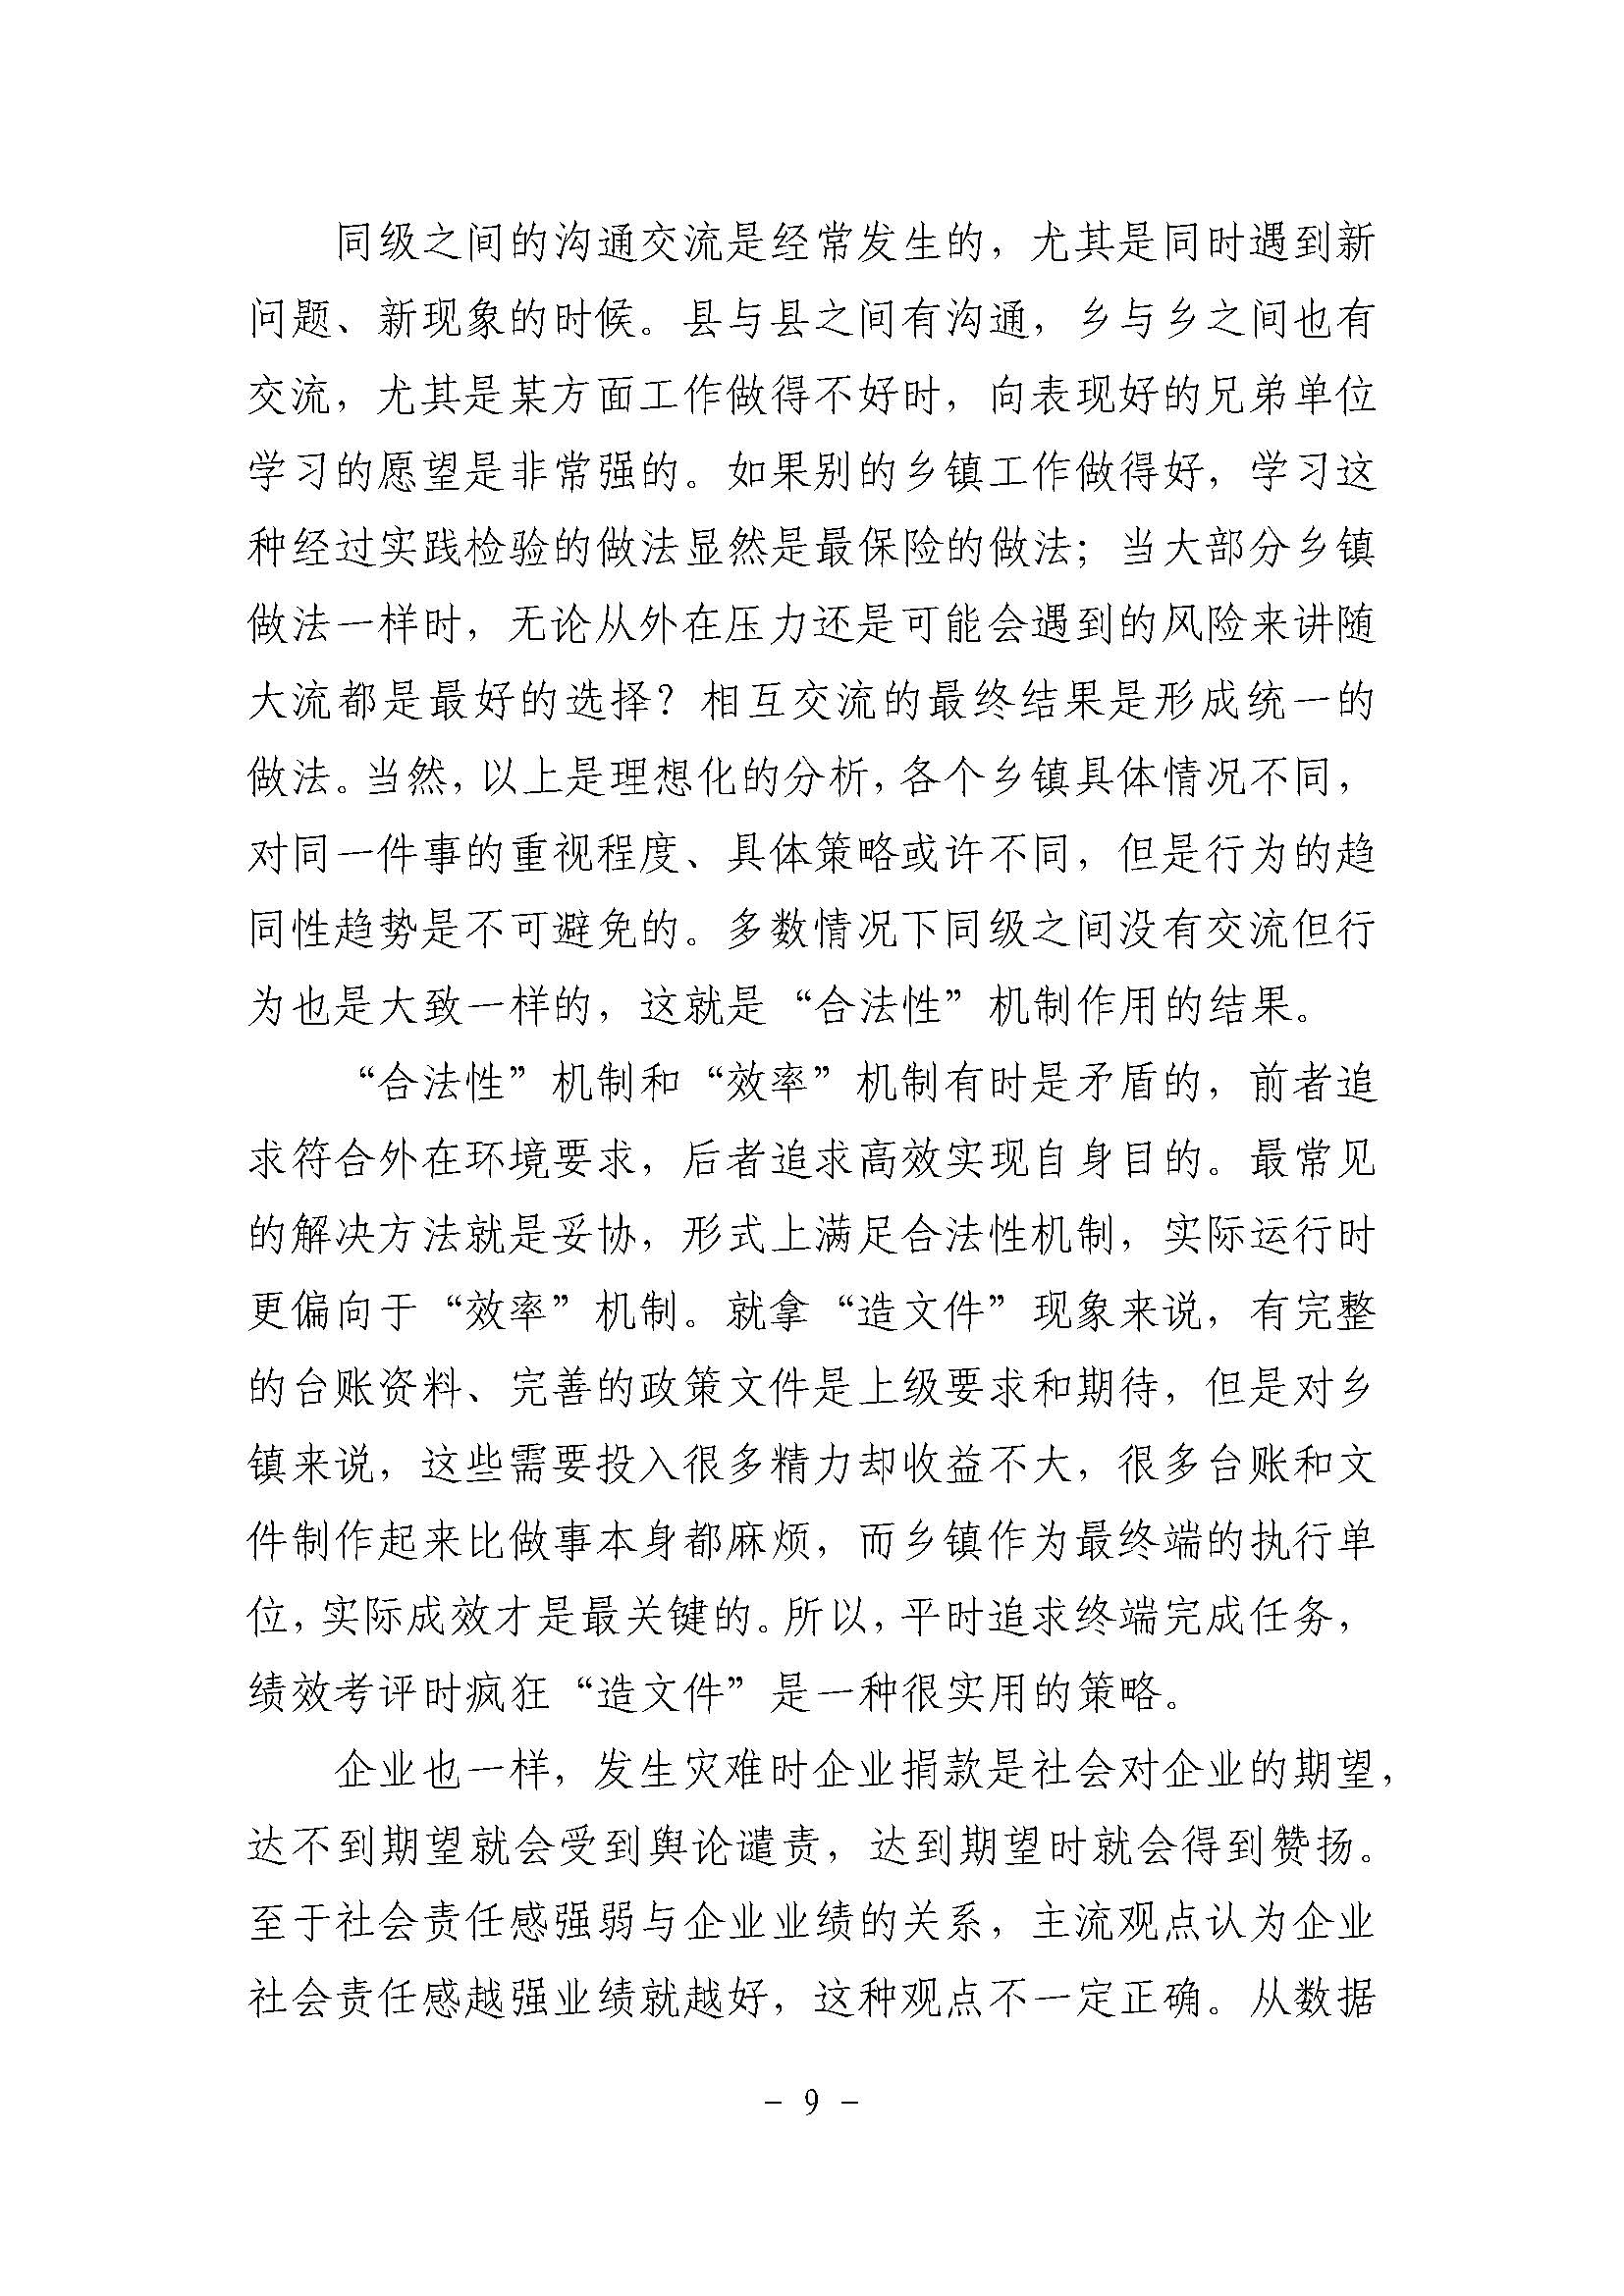 同级之间的沟通交流是经常发生的，尤其是同时遇到新
问题、新现象的时候。县与县之间有沟通，乡与乡之间也有
交流，尤其是某方面工作做得不好时，向表现好的兄弟单位
学习的愿望是非常强的。如果别的乡镇工作做得好，学习这
种经过实践检验的做法显然是最保险的做法；当大部分乡镇
做法一样时，无论从外在压力还是可能会遇到的风险来讲随
大流都是最好的选择？相互交流的最终结果是形成统一的
做法。当然，以上是理想化的分析，各个乡镇具体情况不同，
对同一件事的重视程度、具体策略或许不同，但是行为的趋
同性趋势是不可避免的。多数情况下同级之间没有交流但行
为也是大致一样的，这就是“合法性”机制作用的结果。
“合法性”机制和“效率”机制有时是矛盾的，前者追
求符合外在环境要求，后者追求高效实现自身目的。最常见
的解决方法就是妥协，形式上满足合法性机制，实际运行时
更偏向于“效率”机制。就拿“造文件”现象来说，有完整
的台账资料、完善的政策文件是上级要求和期待，但是对乡
镇来说，这些需要投入很多精力却收益不大，很多台账和文
件制作起来比做事本身都麻烦，而乡镇作为最终端的执行单
位，实际成效才是最关键的。所以，平时追求终端完成任务，
绩效考评时疯狂“造文件”是一种很实用的策略。
企业也一样，发生灾难时企业捐款是社会对企业的期望，
达不到期望就会受到舆论谴责，达到期望时就会得到赞扬。
至于社会责任感强弱与企业业绩的关系，主流观点认为企业
社会责任感越强业绩就越好，这种观点不一定正确。从数据
- 9 -